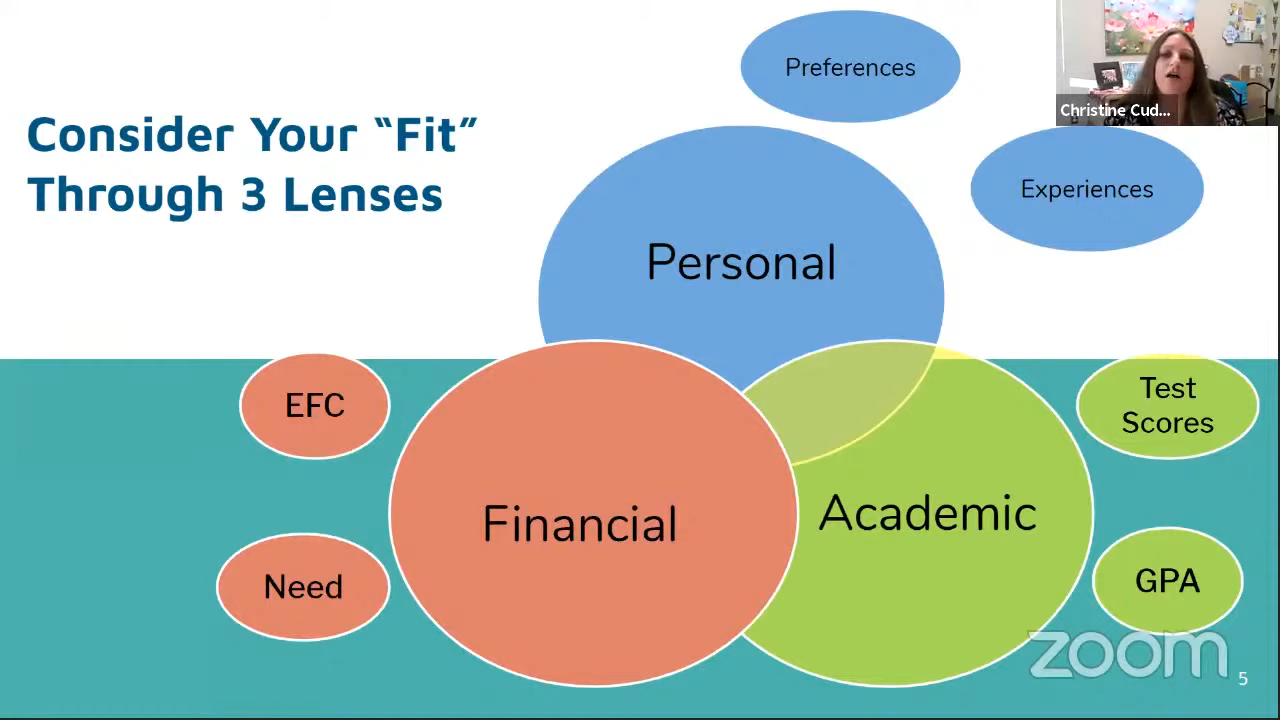 Consider Your “Fit”
Through 3 Lenses
Preferences
Christine Cud...
Experiences
Personal
EFC
Test
Scores
Financial
Academic
Need
GPA
zoom
5